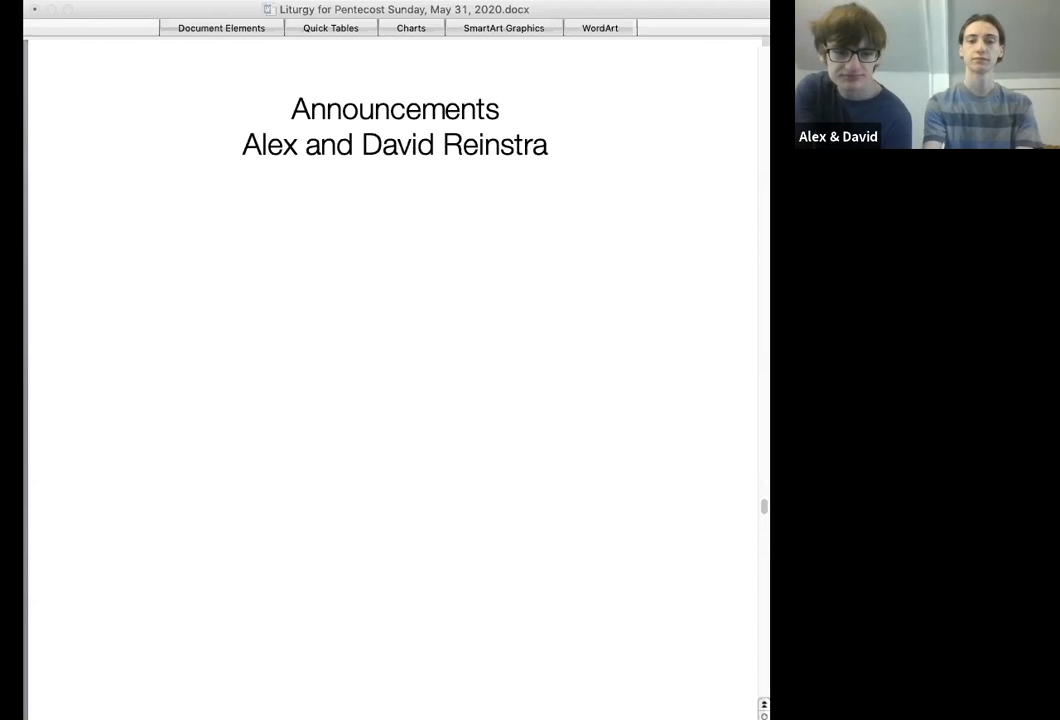 Liturgy for Pentecost Sunday, May 31, 2020.docx
Document Elements
Quick Tables
Charts
SmartArt Graphics
WordArt
Announcements
Alex and David Reinstra
Alex & David